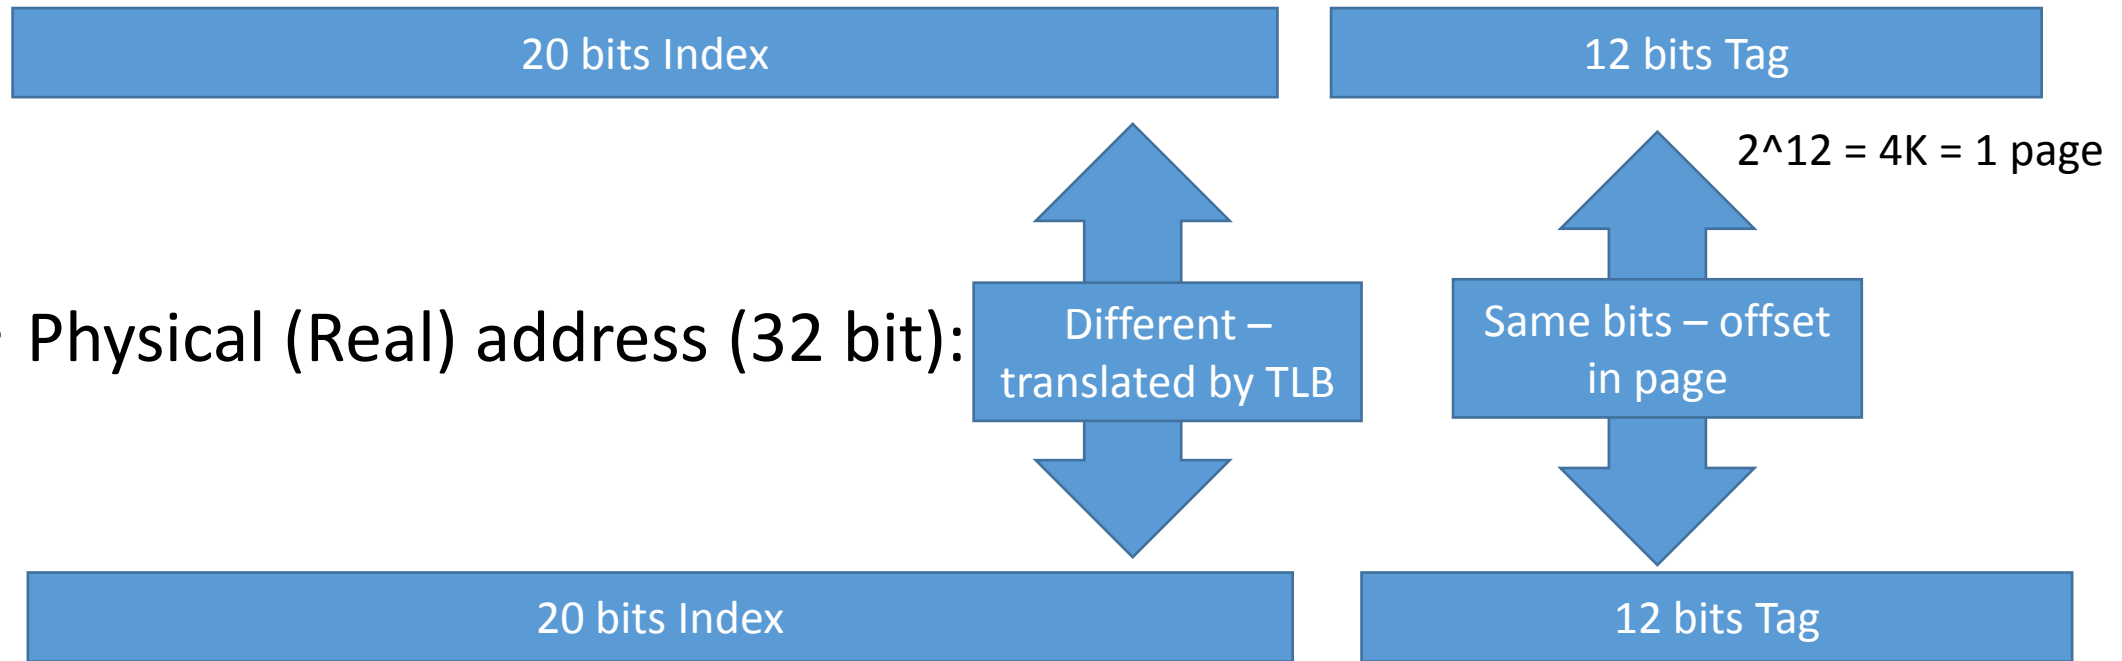 20 bits Index
12 bits Tag
2^12 = 4K = 1 page
• Physical (Real) address (32 bit):
Different –
translated by TLB
Same bits – offset
in page
20 bits Index
12 bits Tag